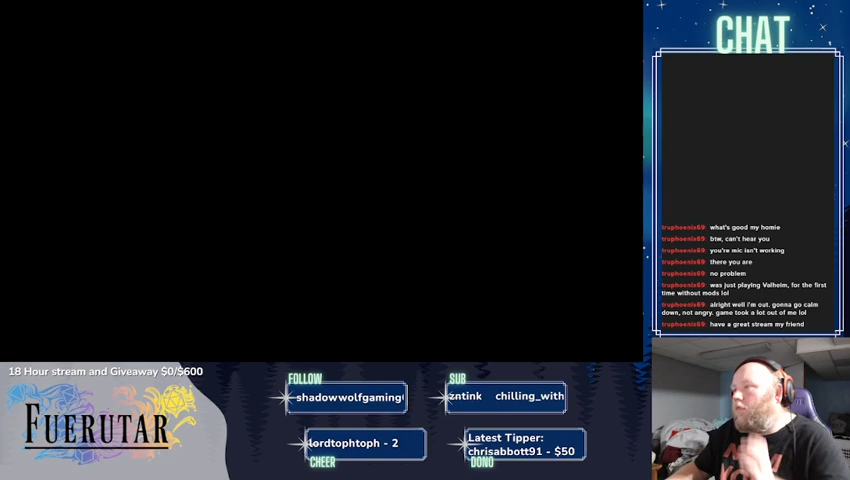 CHAT
truphoenix69: what's good my homie
truphoenix69: btw, can't hear you
truphoenix69: you're mic isn't working
truphoenix69: there you are
truphoenix69: no problem
truphoenix69: was just playing Valheim, for the first
time without mods lol
truphoenix69: alright well i'm out. gonna go calm
down, not angry. game took a lot out of me lol
truphoenix69: have a great stream my friend
18 Hour stream and Giveaway $0/$600
FUERUTAR
FOLLOW
shadowwolfgaming
SUB
zntink chilling_with
lordtophtoph - 2
CHEER
Latest Tipper:
chrisabbott91 - $50
DONO